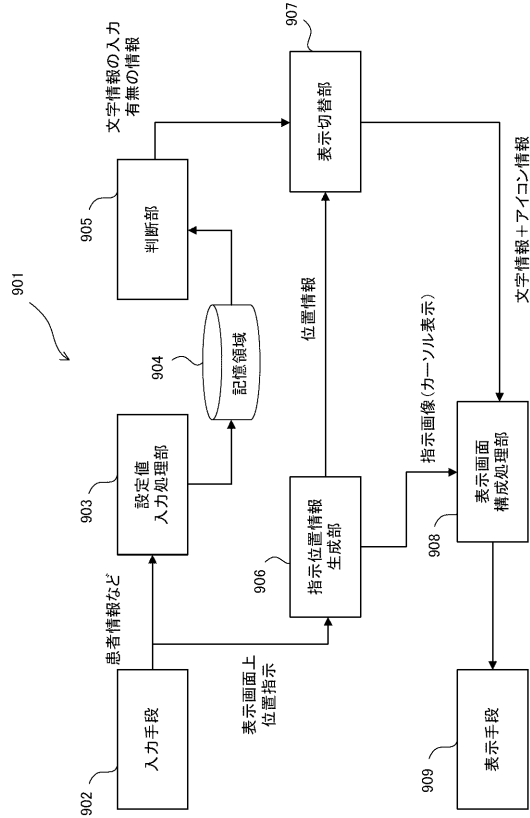 901
902
入力手段
患者情報など
903
設定値
入力処理部
904
記憶領域
905
判断部
文字情報の入力
有無の情報
表示画面上
位置指示
906
指示位置情報
生成部
位置情報
907
表示切替部
指示画像(カーソル表示)
文字情報+アイコン情報
908
表示画面
構成処理部
909
表示手段